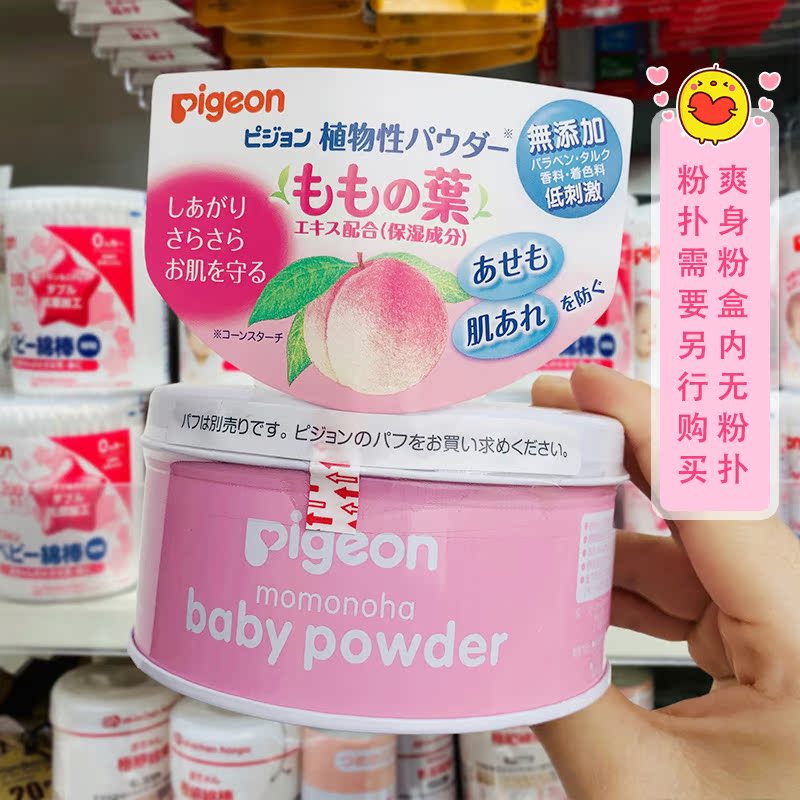 pigeon
ピジョン 植物性パウダー※
ももの葉
エキス配合(保湿成分)
無添加
パラベン・タルク
香料・着色料
低刺激
しあがり
さらさら
お肌を守る
※コーンスターチ
あせも
肌あれ を防ぐ
パフは別売りです。ピジョンのパフをお買い求めください。
pigeon
momonoha
baby powder
爽身粉盒内无粉扑
粉扑需要另行购买
ベビー綿棒